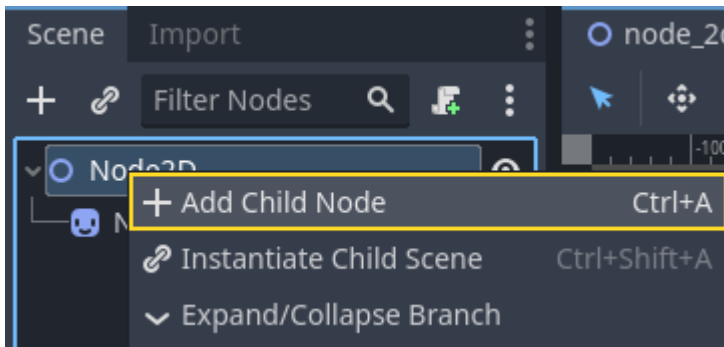 Scene Import node_2
Filter Nodes
-100
Node2D
Add Child Node Ctrl+A
N
Instantiate Child Scene Ctrl+Shift+A
Expand/Collapse Branch